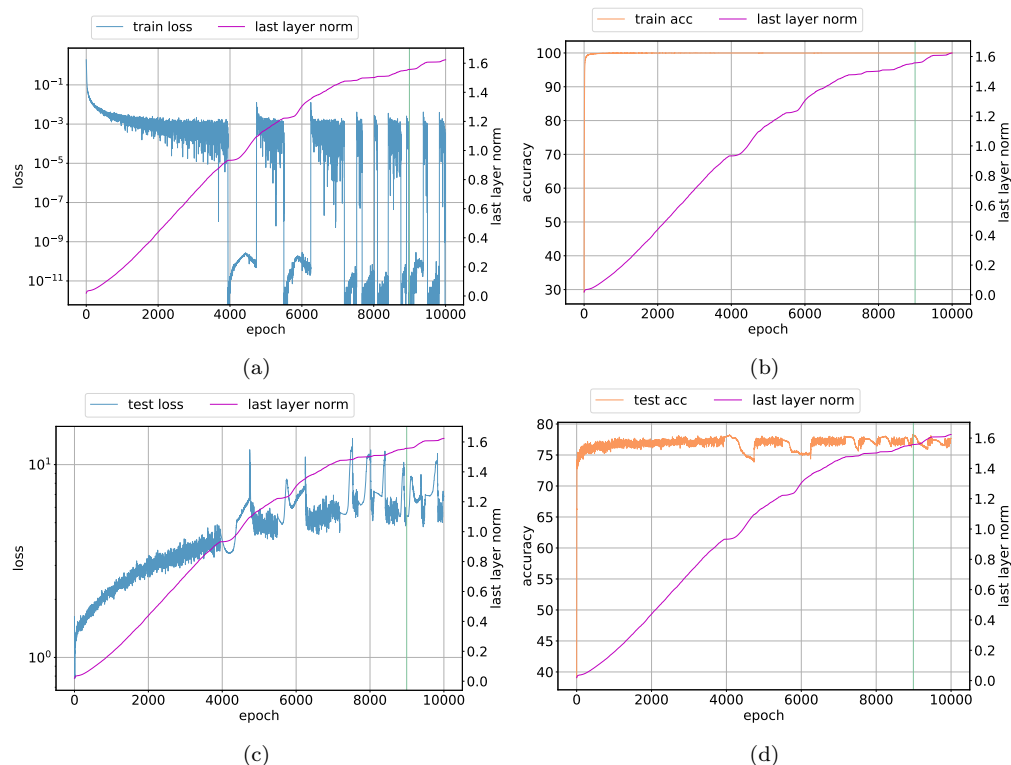 train loss last layer norm
10⁻¹
10⁻³
10⁻⁵
10⁻⁷
10⁻⁹
10⁻¹¹
loss
1.6
1.4
1.2
1.0
0.8
0.6
0.4
0.2
0.0
last layer norm
0 2000 4000 6000 8000 10000
epoch
(a)
train acc last layer norm
100
90
80
70
60
50
40
30
accuracy
1.6
1.4
1.2
1.0
0.8
0.6
0.4
0.2
0.0
last layer norm
0 2000 4000 6000 8000 10000
epoch
(b)
test loss last layer norm
10¹
10⁰
loss
1.6
1.4
1.2
1.0
0.8
0.6
0.4
0.2
0.0
last layer norm
0 2000 4000 6000 8000 10000
epoch
(c)
test acc last layer norm
80
75
70
65
60
55
50
45
40
accuracy
1.6
1.4
1.2
1.0
0.8
0.6
0.4
0.2
0.0
last layer norm
0 2000 4000 6000 8000 10000
epoch
(d)